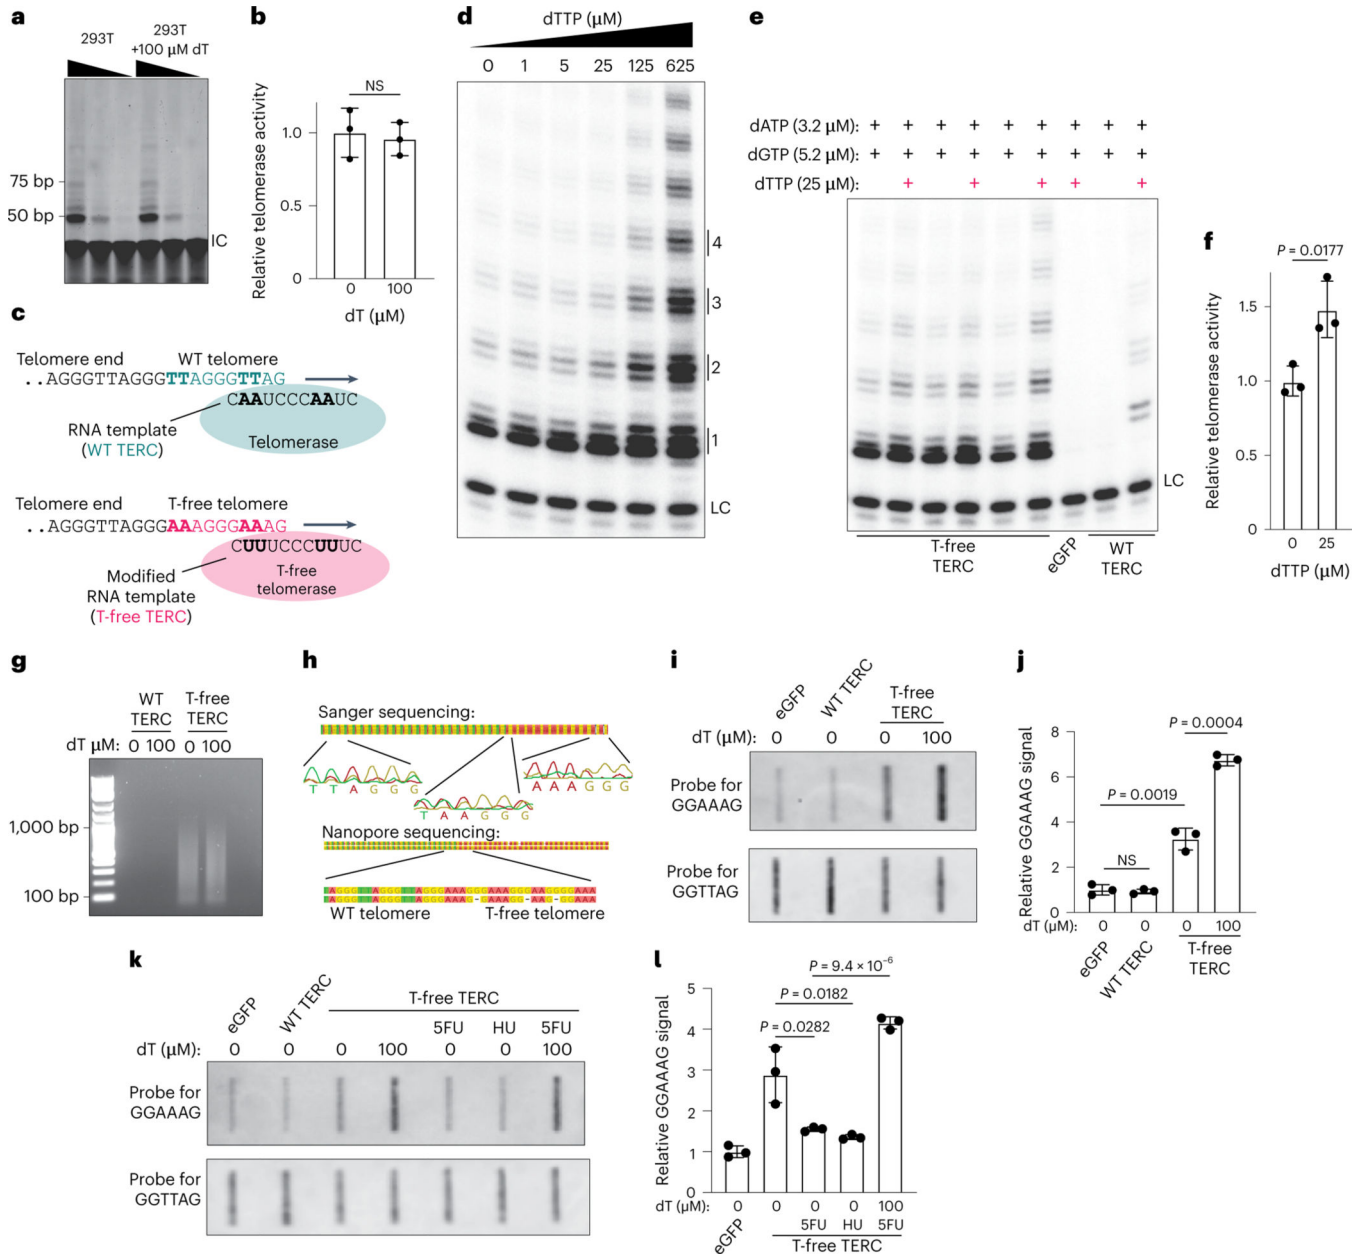 a
293T
293T
+100 μM dT
75 bp
50 bp
IC
b
NS
Relative telomerase activity
1.0
0.5
0
0
100
dT (μM)
c
Telomere end
WT telomere
..AGGGTTAGGGTTAGGGTTAG
CAAUCCCAAUC
RNA template
(WT TERC)
Telomerase
Telomere end
T-free telomere
..AGGGTTAGGGAAAGGGAAAG
CUUUCCCUUUC
Modified
RNA template
(T-free TERC)
T-free
telomerase
d
dTTP (μM)
0 1 5 25 125 625
4
3
2
1
LC
e
dATP (3.2 μM): + + + + + + + + +
dGTP (5.2 μM): + + + + + + + + +
dTTP (25 μM): + + + + +
LC
T-free
TERC
eGFP
WT
TERC
f
P = 0.0177
Relative telomerase activity
1.5
1.0
0.5
0
0 25
dTTP (μM)
g
WT
TERC
T-free
TERC
dT μM: 0 100 0 100
1,000 bp
100 bp
h
Sanger sequencing:
T T A G G G
T A A G G G
A A A G G G
Nanopore sequencing:
TAGGGTTAGGGTTAGGGAAAGGGAAAGGGAAGGGAAA
TAGGGTTAGGGTTAGGGAAAG-GAAAGG-AAG-GGAAA
WT telomere
T-free telomere
i
eGFP
WT TERC
T-free
TERC
dT (μM): 0 0 0 100
Probe for
GGAAAG
Probe for
GGTTAG
j
P = 0.0004
P = 0.0019
NS
Relative GGAAAG signal
8
6
4
2
0
dT (μM): 0 0 0 100
eGFP
WT TERC
T-free
TERC
k
eGFP
WT TERC
T-free TERC
5FU HU 5FU
dT (μM): 0 0 0 100 0 0 100
Probe for
GGAAAG
Probe for
GGTTAG
l
P = 9.4 × 10⁻⁶
P = 0.0182
P = 0.0282
Relative GGAAAG signal
5
4
3
2
1
0
dT (μM): 0 0 0 0 100
5FU HU 5FU
eGFP
T-free TERC